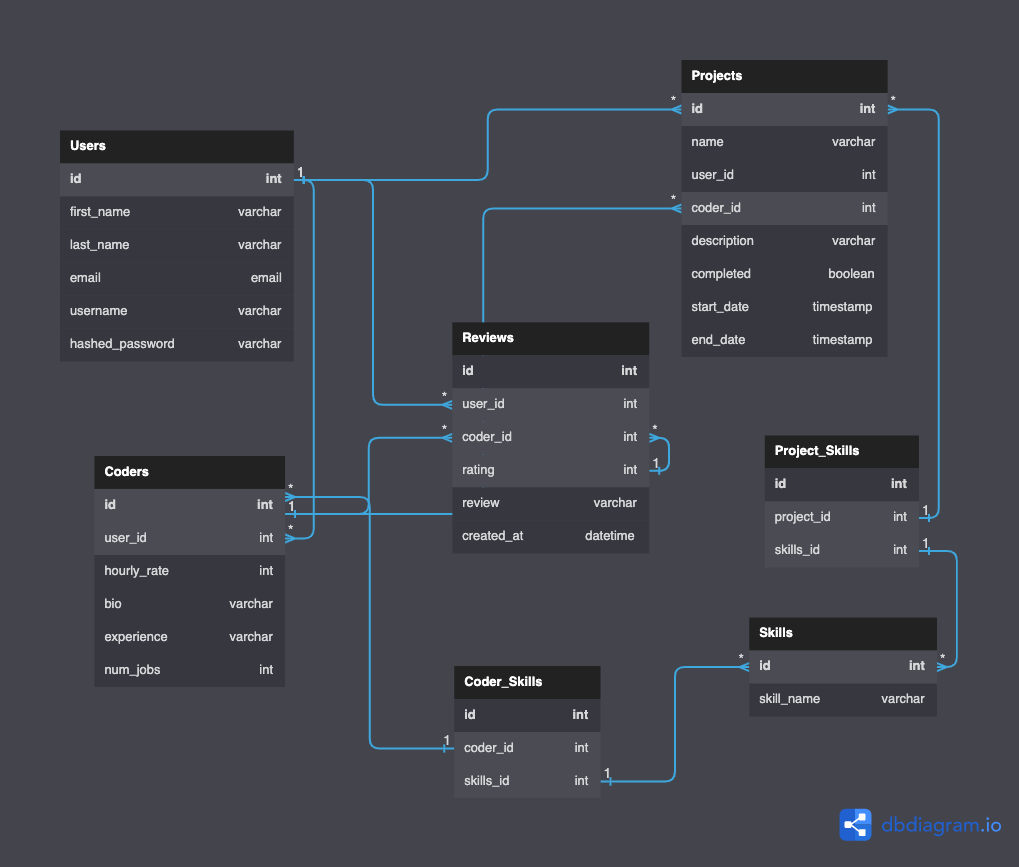 Projects
id int
name varchar
user_id int
coder_id int
description varchar
completed boolean
start_date timestamp
end_date timestamp
Users
id int
first_name varchar
last_name varchar
email email
username varchar
hashed_password varchar
Reviews
id int
user_id int
coder_id int
rating int
review varchar
created_at datetime
Coders
id int
user_id int
hourly_rate int
bio varchar
experience varchar
num_jobs int
Project_Skills
id int
project_id int
skills_id int
Skills
id int
skill_name varchar
Coder_Skills
id int
coder_id int
skills_id int
*
*
1
*
*
*
*
1
*
1
*
1
1
*
*
1
1
dbdiagram.io